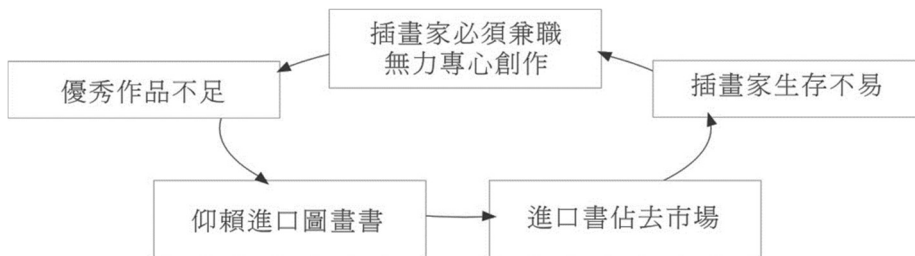 插畫家必須兼職
無力專心創作
優秀作品不足
插畫家生存不易
仰賴進口圖畫書
進口書佔去市場